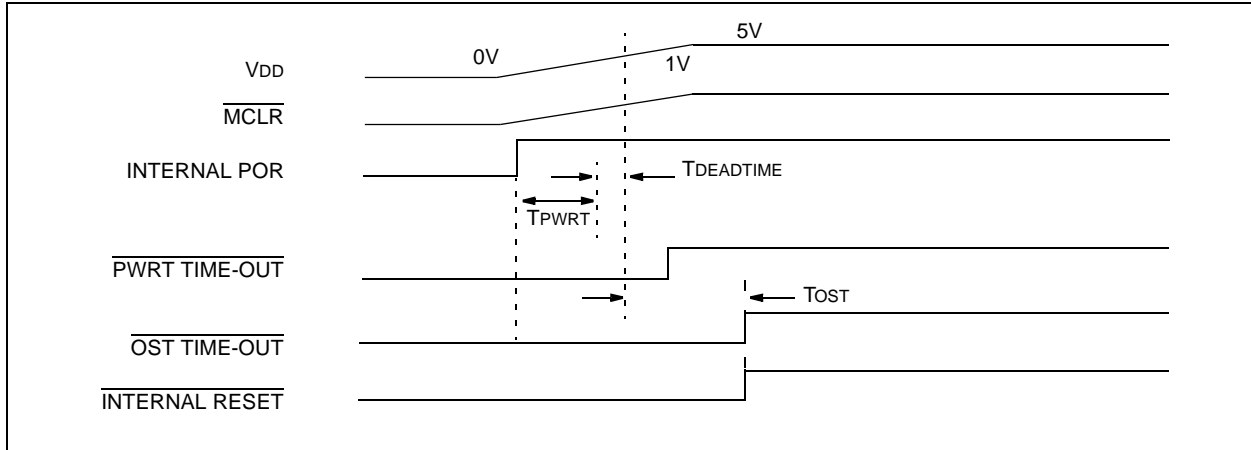 5V
0V
1V
VDD
MCLR
INTERNAL POR
TDEADTIME
TPWRT
PWRT TIME-OUT
TOST
OST TIME-OUT
INTERNAL RESET